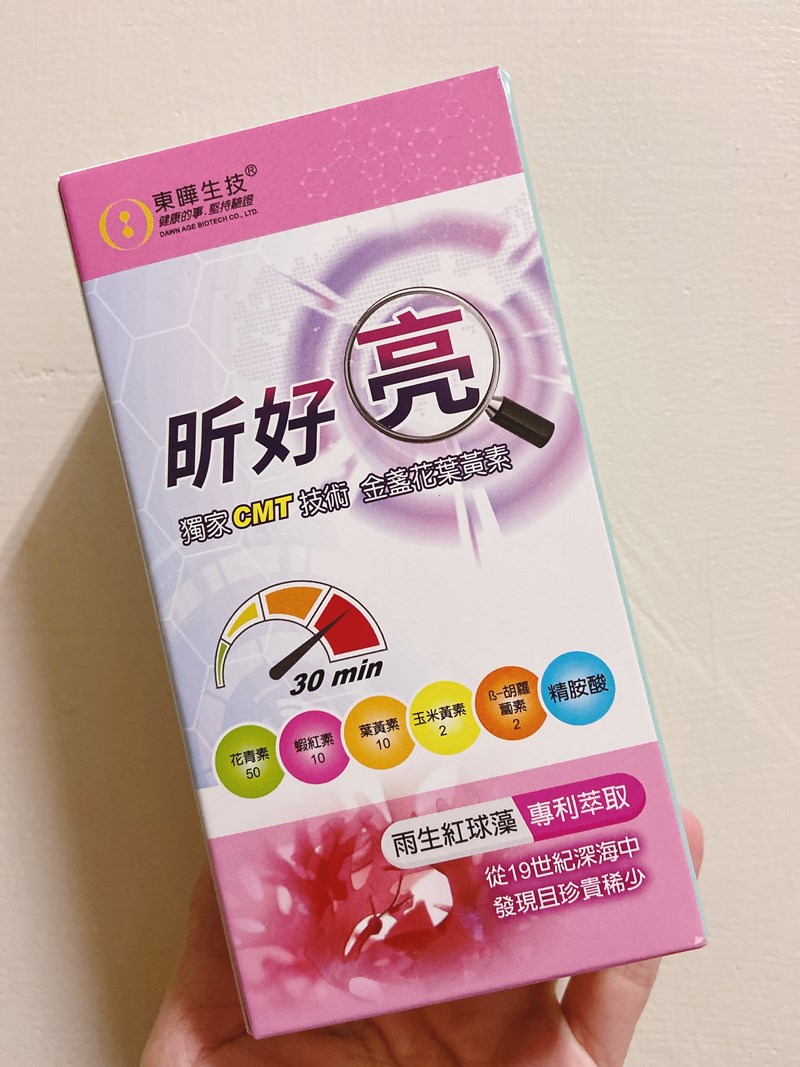 東曄生技®
健康的事.堅持驗證
DAWN AGE BIOTECH CO., LTD.
昕好亮
獨家CMT技術 金盞花葉黃素
30 min
花青素
50
蝦紅素
10
葉黃素
10
玉米黃素
2
ß-胡蘿
蔔素
2
精胺酸
雨生紅球藻 專利萃取
從19世紀深海中
發現且珍貴稀少